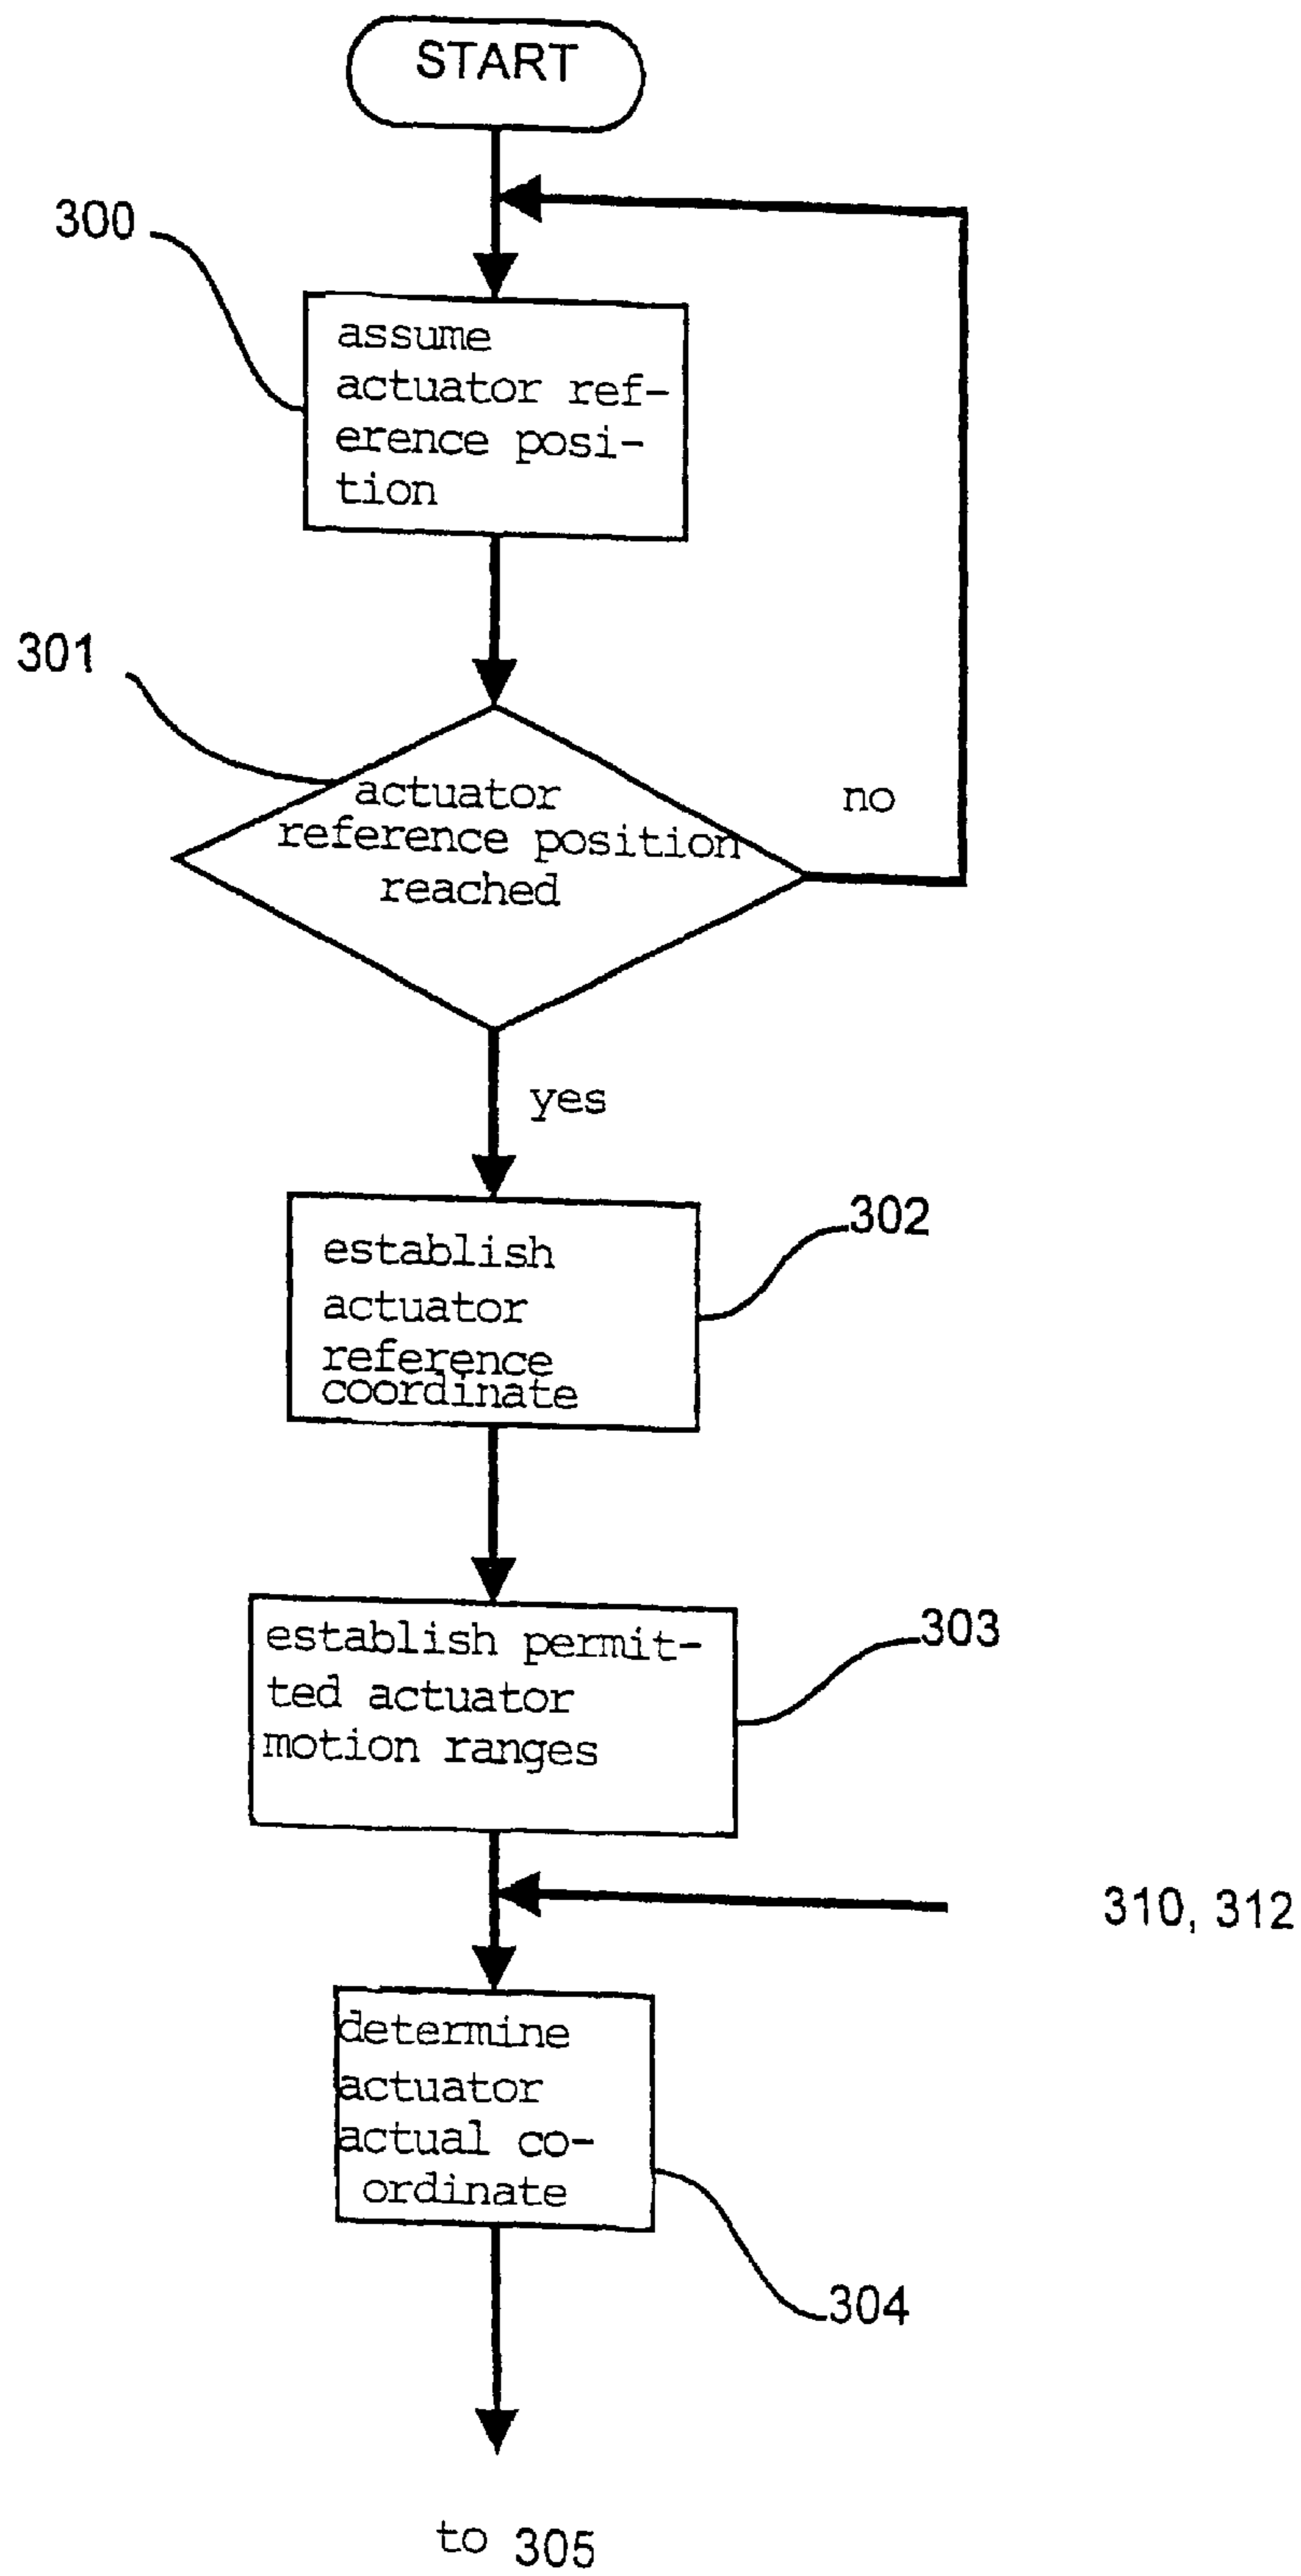 START
300
assume
actuator ref-
erence posi-
tion
301
actuator
reference position
reached
no
yes
302
establish
actuator
reference
coordinate
303
establish permit-
ted actuator
motion ranges
310, 312
determine
actuator
actual co-
ordinate
304
to 305